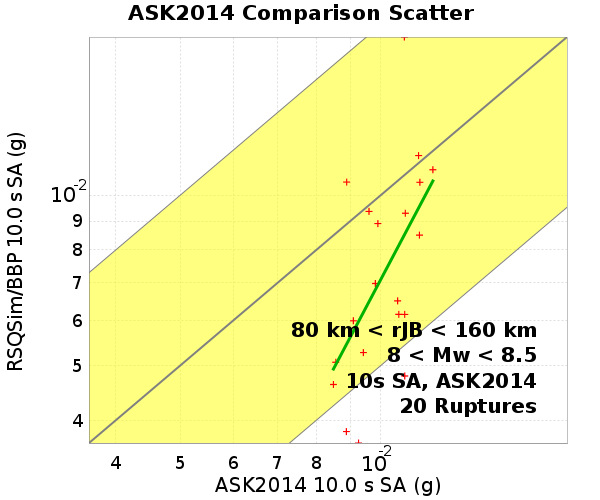 ASK2014 Comparison Scatter
RSQSim/BBP 10.0 s SA (g)
10-2
9
8
7
6
5
4
80 km < rJB < 160 km
8 < Mw < 8.5
10s SA, ASK2014
20 Ruptures
4 5 6 7 8 10-2
ASK2014 10.0 s SA (g)